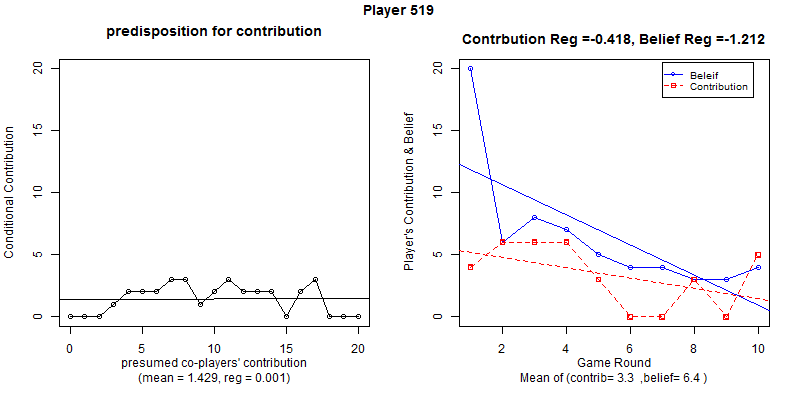 Player 519
predisposition for contribution
Conditional Contribution
0 5 10 15 20
0 5 10 15 20
presumed co-players' contribution
(mean = 1.429, reg = 0.001)
Contrbution Reg =-0.418, Belief Reg =-1.212
Player's Contribution & Belief
0 5 10 15 20
Beleif
Contribution
2 4 6 8 10
Game Round
Mean of (contrib= 3.3 ,belief= 6.4 )